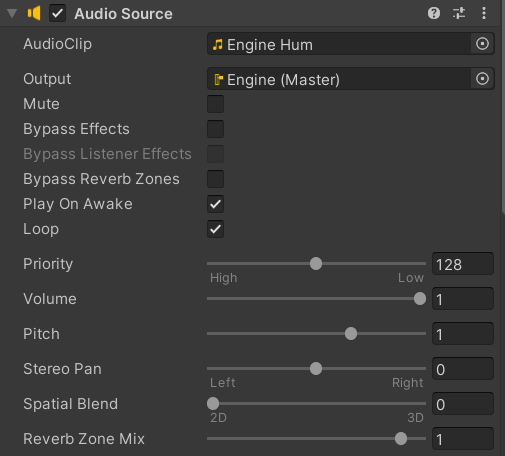 Audio Source
AudioClip Engine Hum
Output Engine (Master)
Mute
Bypass Effects
Bypass Listener Effects
Bypass Reverb Zones
Play On Awake
Loop
Priority 128
High Low
Volume 1
Pitch 1
Stereo Pan 0
Left Right
Spatial Blend 0
2D 3D
Reverb Zone Mix 1